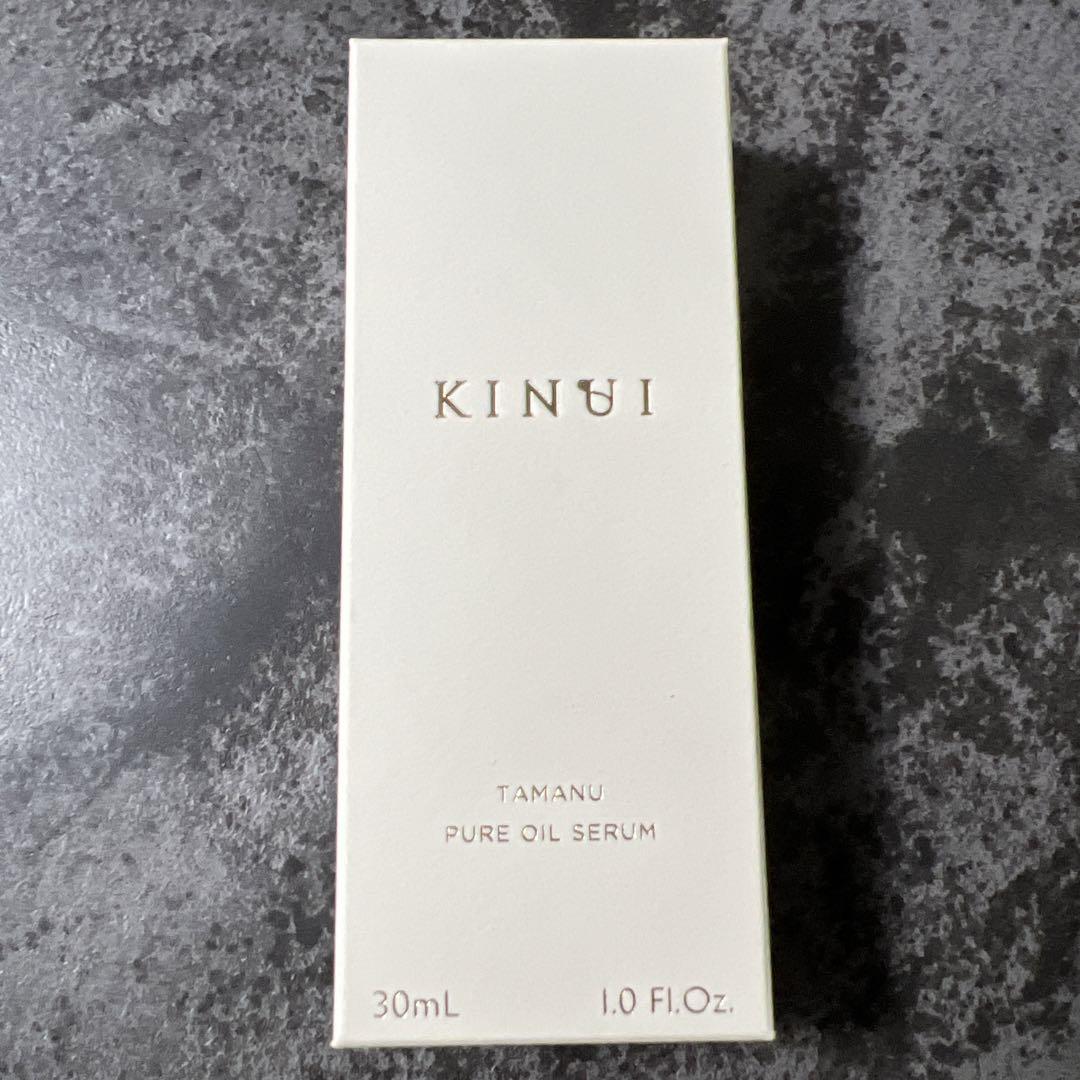 KINUI
TAMANU
PURE OIL SERUM
30mL 1.0 Fl.Oz.